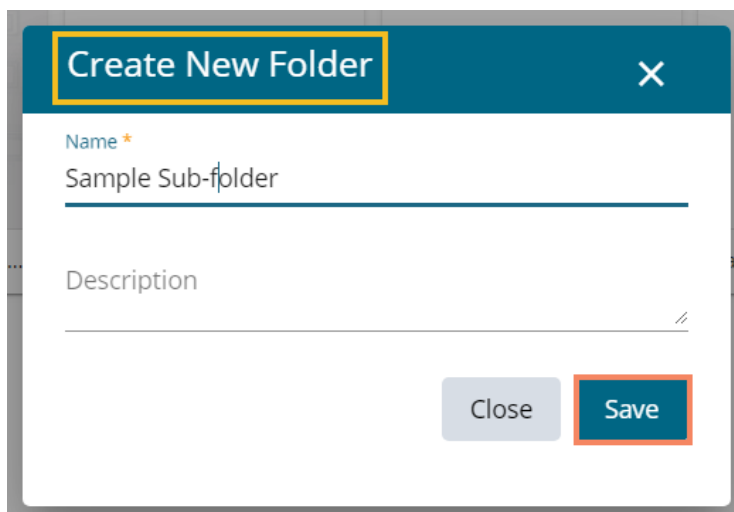 Create New Folder
Name *
Sample Sub-folder
...
Description
Close Save